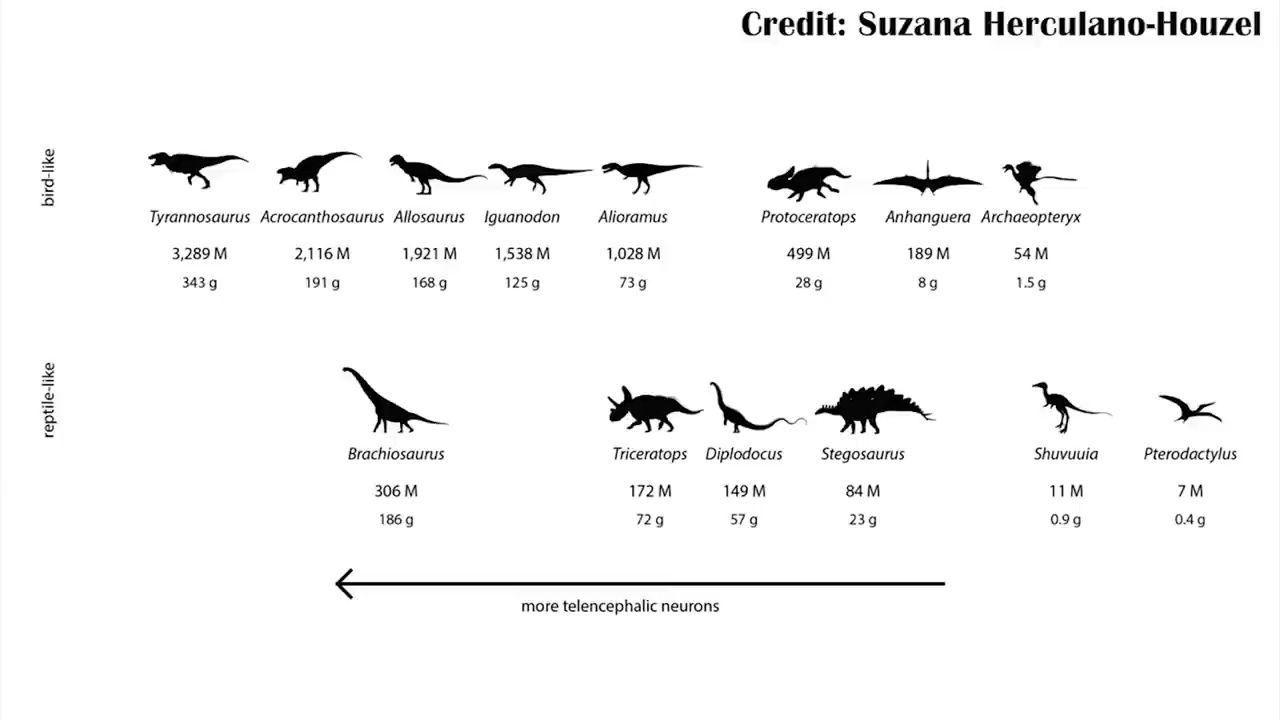 Credit: Suzana Herculano-Houzel
bird-like
Tyrannosaurus Acrocanthosaurus Allosaurus Iguanodon Alioramus Protoceratops Anhanguera Archaeopteryx
3,289 M 2,116 M 1,921 M 1,538 M 1,028 M 499 M 189 M 54 M
343 g 191 g 168 g 125 g 73 g 28 g 8 g 1.5 g
reptile-like
Brachiosaurus Triceratops Diplodocus Stegosaurus Shuvuuia Pterodactylus
306 M 172 M 149 M 84 M 11 M 7 M
186 g 72 g 57 g 23 g 0.9 g 0.4 g
more telencephalic neurons